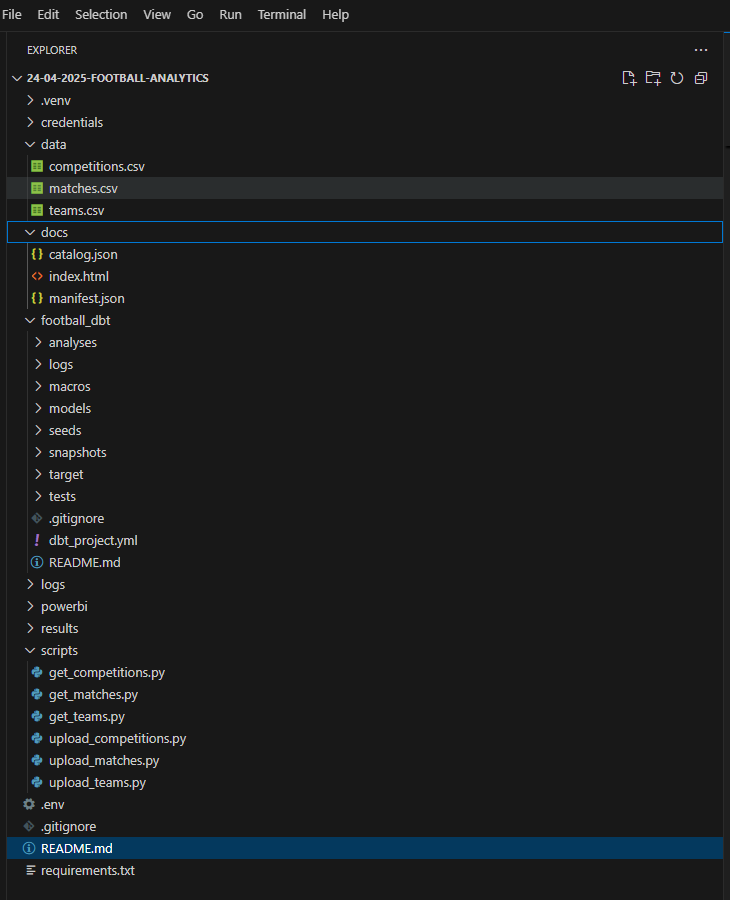 File Edit Selection View Go Run Terminal Help
EXPLORER
24-04-2025-FOOTBALL-ANALYTICS
.venv
credentials
data
competitions.csv
matches.csv
teams.csv
docs
catalog.json
index.html
manifest.json
football_dbt
analyses
logs
macros
models
seeds
snapshots
target
tests
.gitignore
dbt_project.yml
README.md
logs
powerbi
results
scripts
get_competitions.py
get_matches.py
get_teams.py
upload_competitions.py
upload_matches.py
upload_teams.py
.env
.gitignore
README.md
requirements.txt